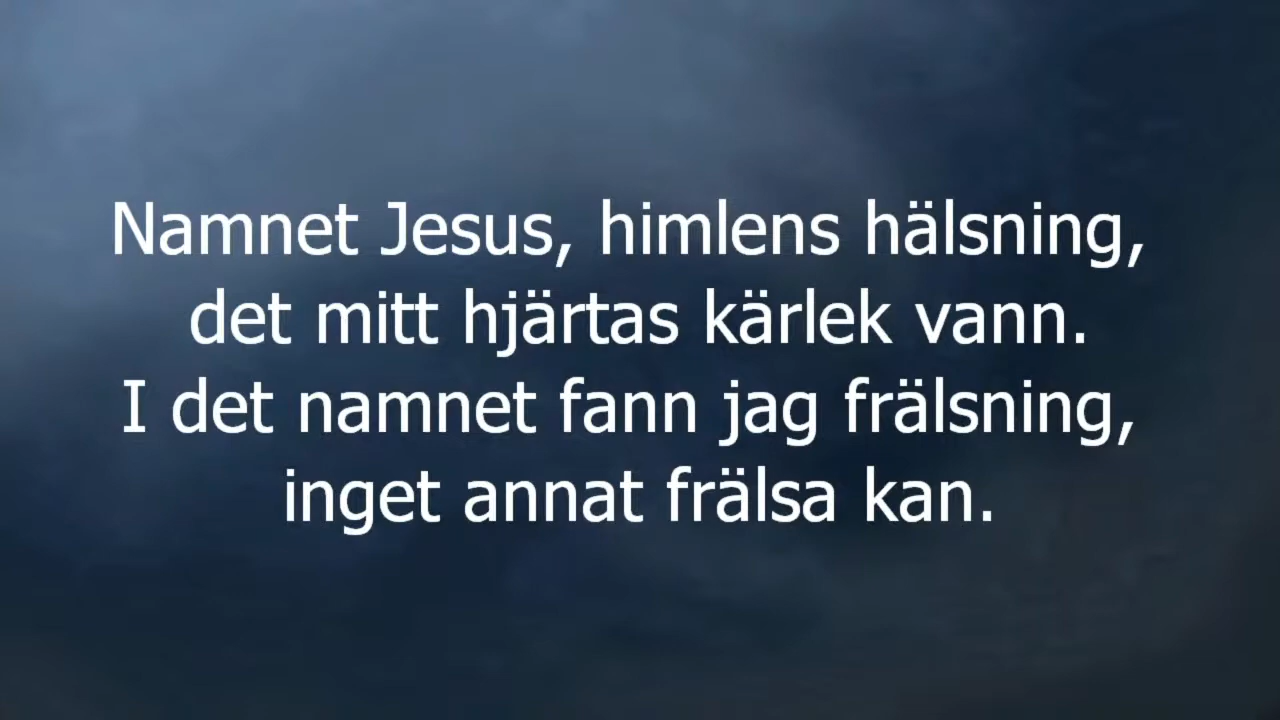 Namnet Jesus, himlens hälsning,
det mitt hjärtas kärlek vann.
I det namnet fann jag frälsning,
inget annat frälsa kan.